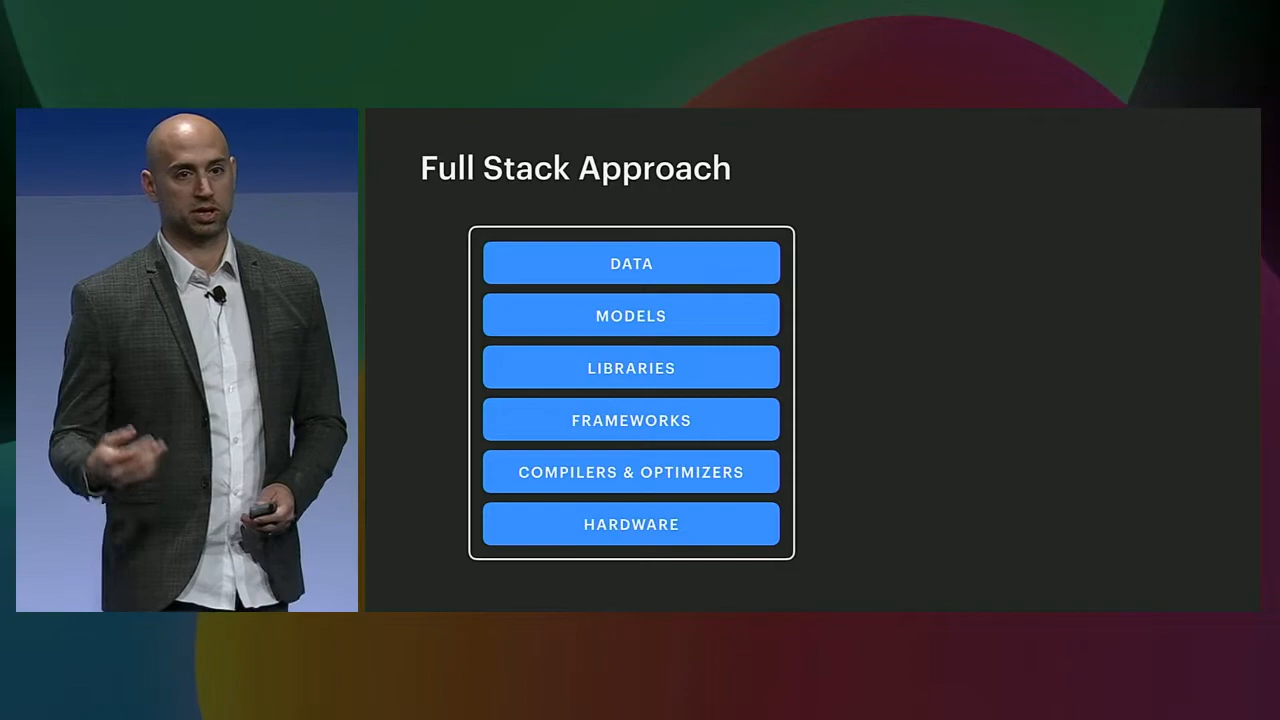 Full Stack Approach
DATA
MODELS
LIBRARIES
FRAMEWORKS
COMPILERS & OPTIMIZERS
HARDWARE